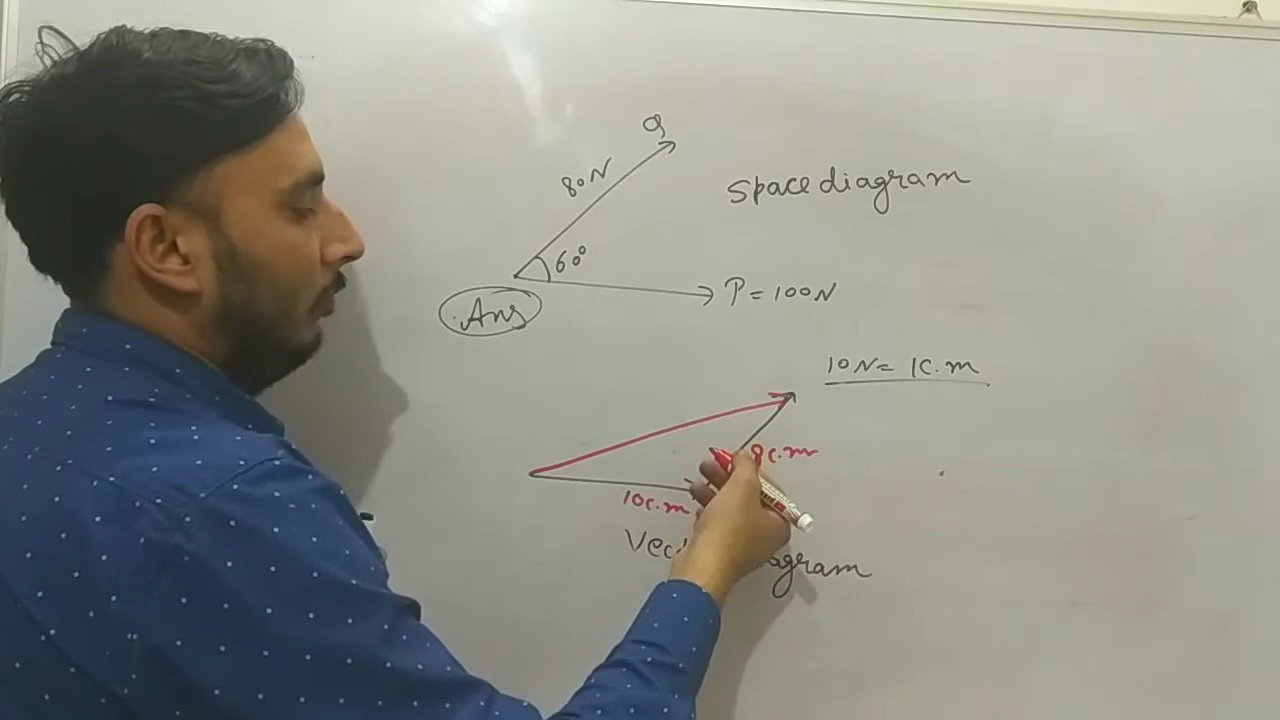 Q
80N
Space diagram
60°
P = 100N
Ans
10N = 1C.m
8C.m
10C.m